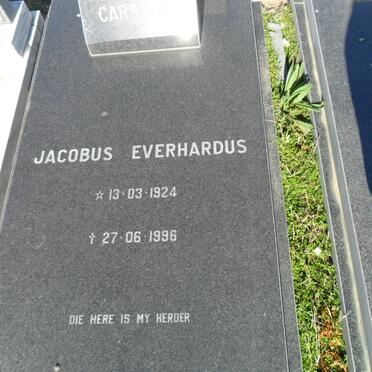 JACOBUS EVERHARDUS
☆ 13·03·1924
† 27·06·1996
DIE HERE IS MY HERDER